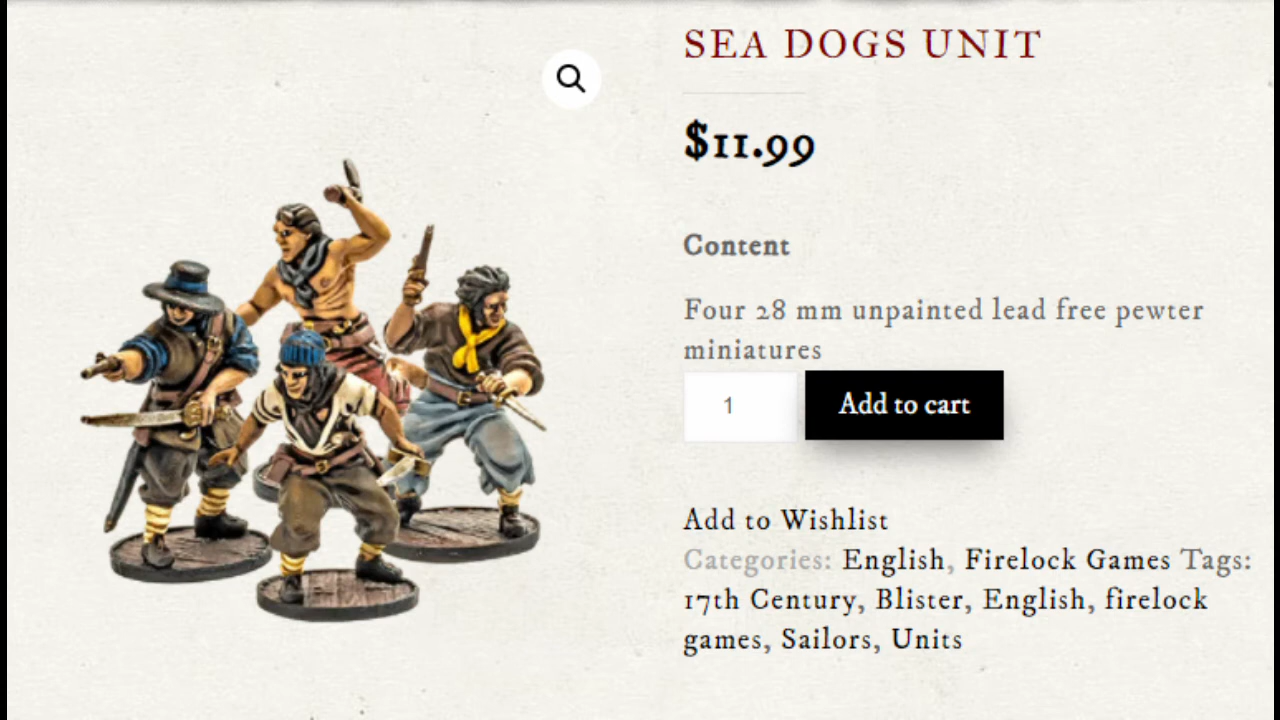 SEA DOGS UNIT
$11.99
Content
Four 28 mm unpainted lead free pewter
miniatures
1
Add to cart
Add to Wishlist
Categories: English, Firelock Games Tags:
17th Century, Blister, English, firelock
games, Sailors, Units